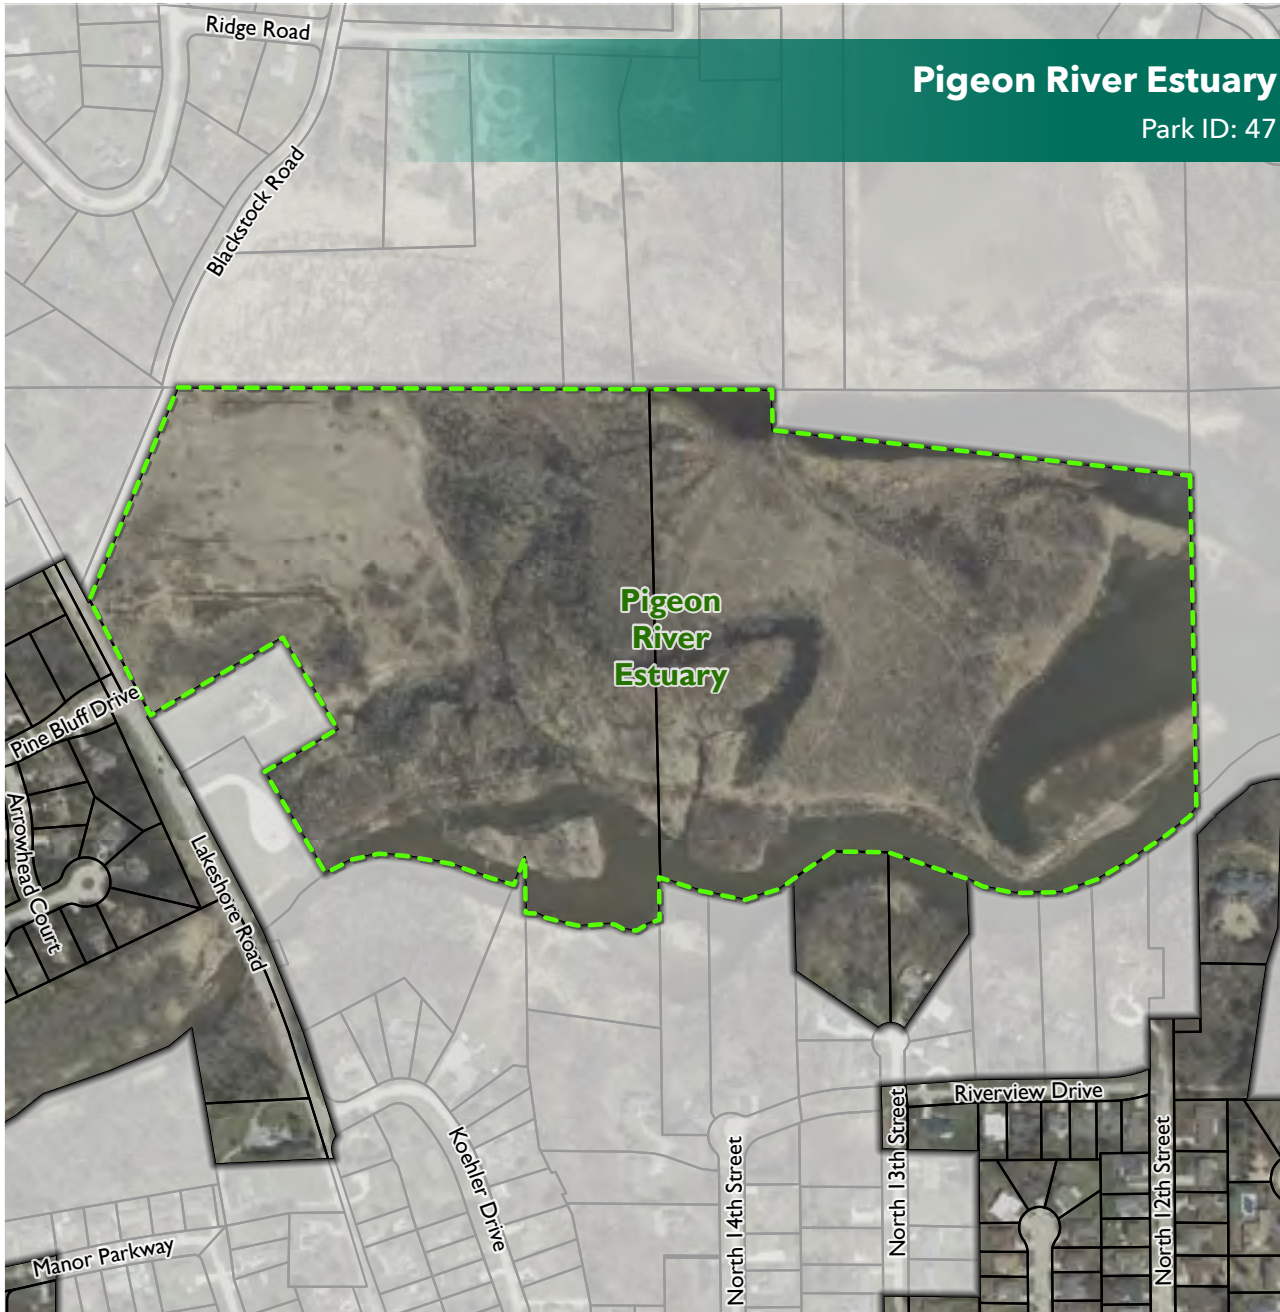 Ridge Road
Pigeon River Estuary
Park ID: 47
Blackstock Road
Pigeon
River
Estuary
Pine Bluff Drive
Arrowhead Court
Lakeshore Road
Riverview Drive
North 13th Street
North 12th Street
North 14th Street
Koehler Drive
Manor Parkway